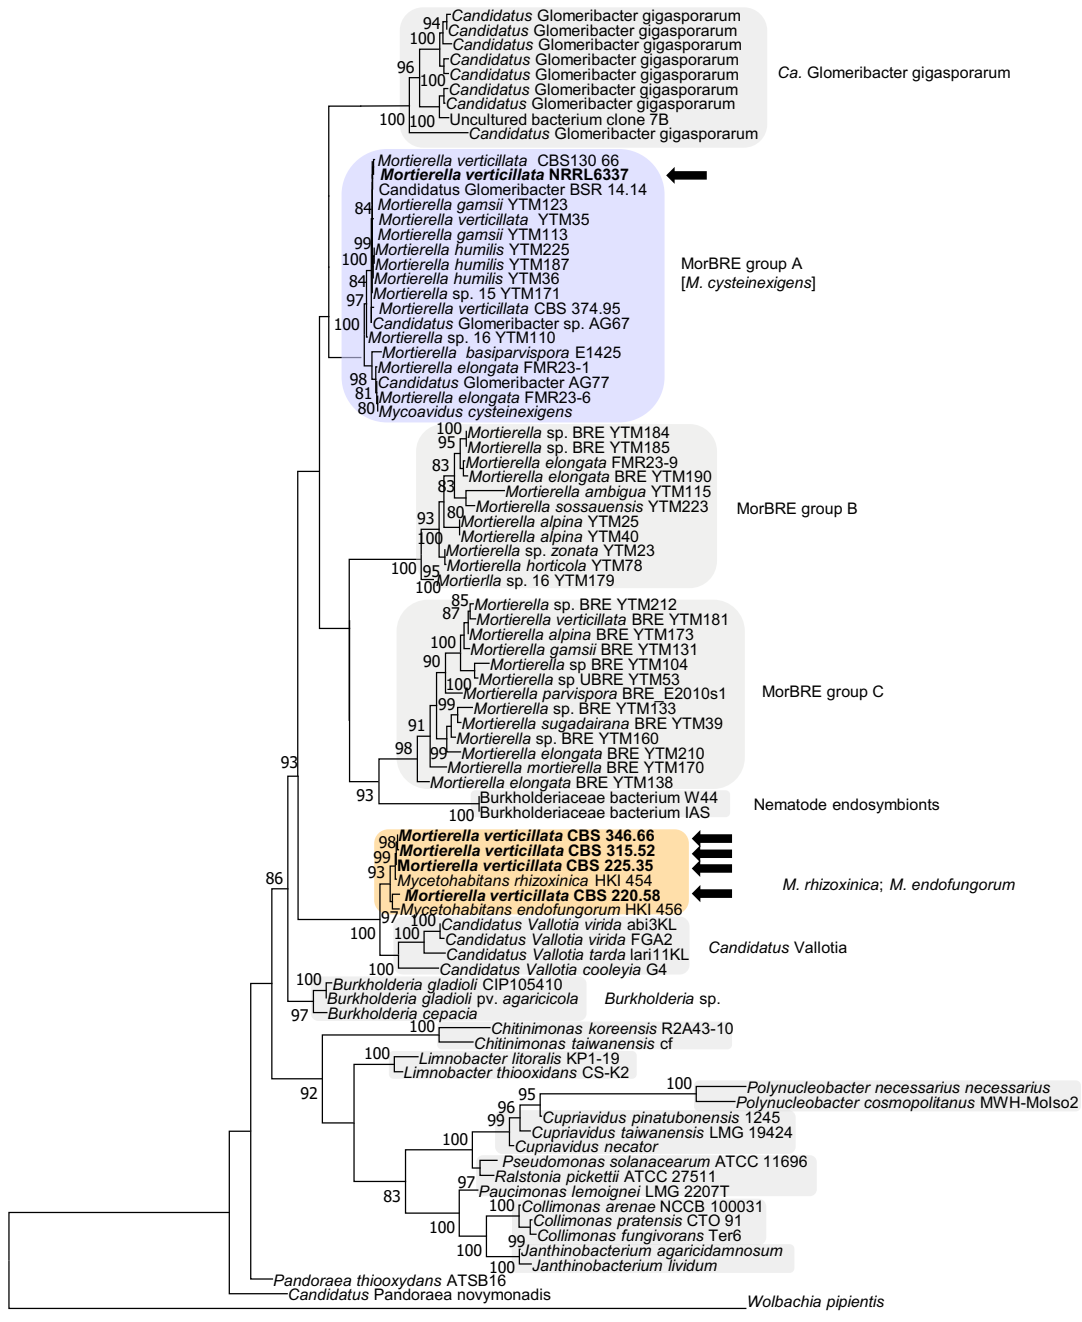 Candidatus Glomeribacter gigasporarum
94
Candidatus Glomeribacter gigasporarum
100
Candidatus Glomeribacter gigasporarum
Candidatus Glomeribacter gigasporarum
96
Candidatus Glomeribacter gigasporarum
100
Ca. Glomeribacter gigasporarum
Candidatus Glomeribacter gigasporarum
Candidatus Glomeribacter gigasporarum
100 100
Uncultured bacterium clone 7B
Candidatus Glomeribacter gigasporarum
Mortierella verticillata CBS130 66
Mortierella verticillata NRRL6337
Candidatus Glomeribacter BSR 14.14
84
Mortierella gamsii YTM123
Mortierella verticillata YTM35
Mortierella gamsii YTM113
99
Mortierella humilis YTM225
100
Mortierella humilis YTM187
MorBRE group A
84
Mortierella humilis YTM36
[M. cysteinexigens]
97
Mortierella sp. 15 YTM171
Mortierella verticillata CBS 374.95
100
Candidatus Glomeribacter sp. AG67
Mortierella sp. 16 YTM110
Mortierella basiparvispora E1425
Mortierella elongata FMR23-1
98
Candidatus Glomeribacter AG77
81
Mortierella elongata FMR23-6
80
Mycoavidus cysteinexigens
100
Mortierella sp. BRE YTM184
95
Mortierella sp. BRE YTM185
83
Mortierella elongata FMR23-9
Mortierella elongata BRE YTM190
83
Mortierella ambigua YTM115
Mortierella sossauensis YTM223
MorBRE group B
80
93
Mortierella alpina YTM25
100
Mortierella alpina YTM40
Mortierella sp. zonata YTM23
100
Mortierella horticola YTM78
95
100
Mortierlla sp. 16 YTM179
85
Mortierella sp. BRE YTM212
87
Mortierella verticillata BRE YTM181
Mortierella alpina BRE YTM173
100
Mortierella gamsii BRE YTM131
90
Mortierella sp BRE YTM104
100
Mortierella sp UBRE YTM53
Mortierella parvispora BRE_E2010s1
MorBRE group C
99
Mortierella sp. BRE YTM133
91
Mortierella sugadairana BRE YTM39
Mortierella sp. BRE YTM160
98
99
Mortierella elongata BRE YTM210
93
Mortierella mortierella BRE YTM170
Mortierella elongata BRE YTM138
93
Burkholderiaceae bacterium W44
Nematode endosymbionts
100
Burkholderiaceae bacterium IAS
98
Mortierella verticillata CBS 346.66
99
Mortierella verticillata CBS 315.52
93
Mortierella verticillata CBS 225.35
86
Mycetohabitans rhizoxinica HKI 454
M. rhizoxinica; M. endofungorum
Mortierella verticillata CBS 220.58
97
Mycetohabitans endofungorum HKI 456
100
100
Candidatus Vallotia virida abi3KL
100
Candidatus Vallotia virida FGA2
Candidatus Vallotia
Candidatus Vallotia tarda lari11KL
100
Candidatus Vallotia cooleyia G4
100
Burkholderia gladioli CIP105410
Burkholderia gladioli pv. agaricicola
Burkholderia sp.
97
Burkholderia cepacia
100
Chitinimonas koreensis R2A43-10
Chitinimonas taiwanensis cf
100
Limnobacter litoralis KP1-19
Limnobacter thiooxidans CS-K2
92
100
Polynucleobacter necessarius necessarius
95
Polynucleobacter cosmopolitanus MWH-MoIso2
96
99
Cupriavidus pinatubonensis 1245
Cupriavidus taiwanensis LMG 19424
100
Cupriavidus necator
Pseudomonas solanacearum ATCC 11696
Ralstonia pickettii ATCC 27511
97
Paucimonas lemoignei LMG 2207T
83
100
Collimonas arenae NCCB 100031
100
Collimonas pratensis CTO 91
Collimonas fungivorans Ter6
99
100
Janthinobacterium agaricidamnosum
100
Janthinobacterium lividum
Pandoraea thiooxydans ATSB16
Candidatus Pandoraea novymonadis
Wolbachia pipientis